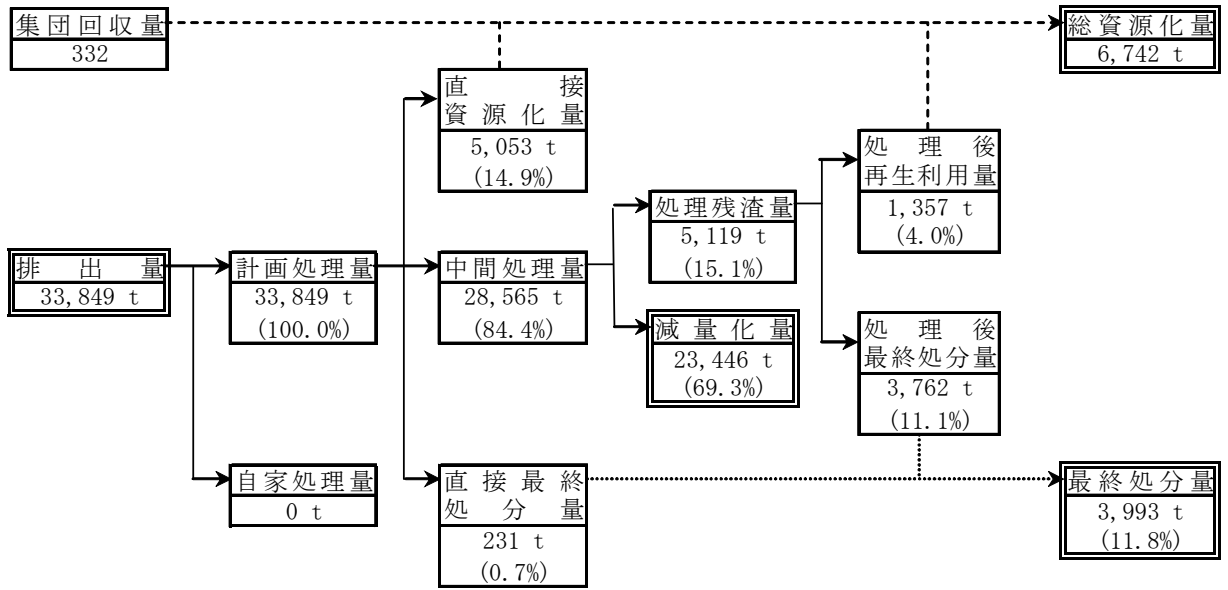 集団回収量
332
総資源化量
6,742 t
直接
資源化量
5,053 t
(14.9%)
処理後
再生利用量
1,357 t
(4.0%)
処理残渣量
5,119 t
(15.1%)
排出量
33,849 t
計画処理量
33,849 t
(100.0%)
中間処理量
28,565 t
(84.4%)
減量化量
23,446 t
(69.3%)
処理後
最終処分量
3,762 t
(11.1%)
自家処理量
0 t
直接最終
処分量
231 t
(0.7%)
最終処分量
3,993 t
(11.8%)